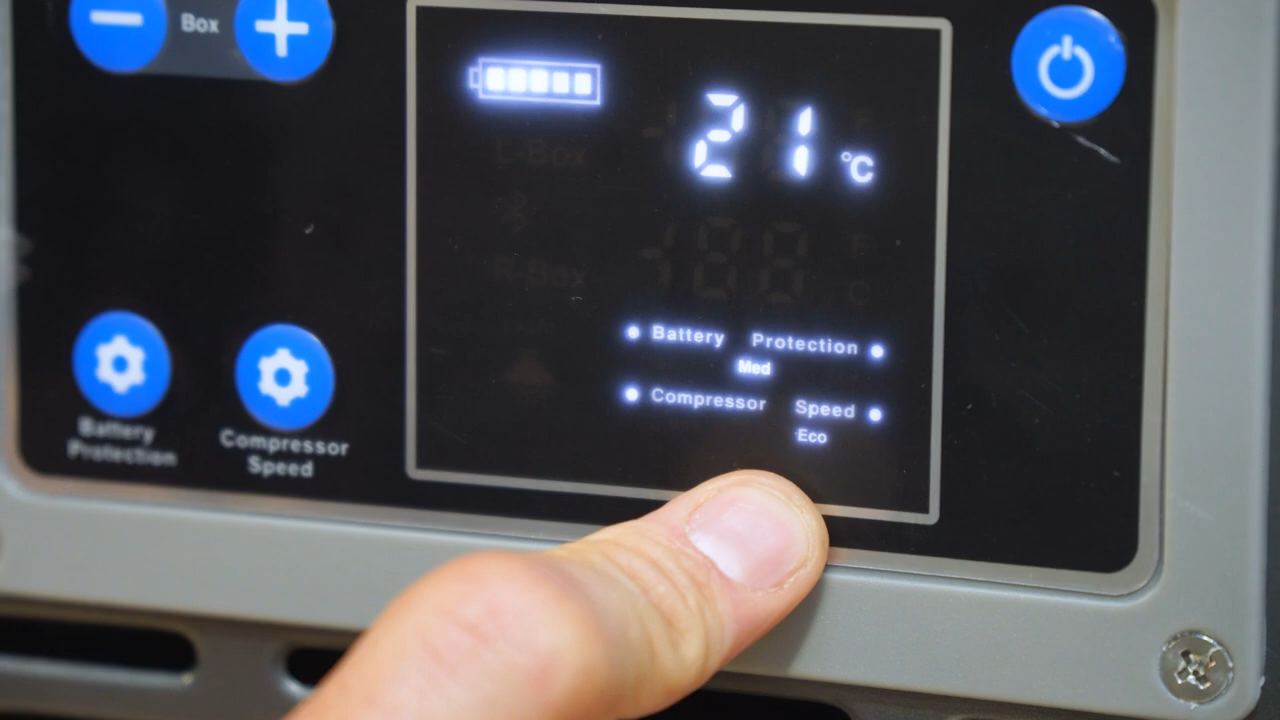 Box
21 °C
L-Box
R-Box
Battery Protection
Med
Compressor Speed
Eco
Battery
Protection
Compressor
Speed